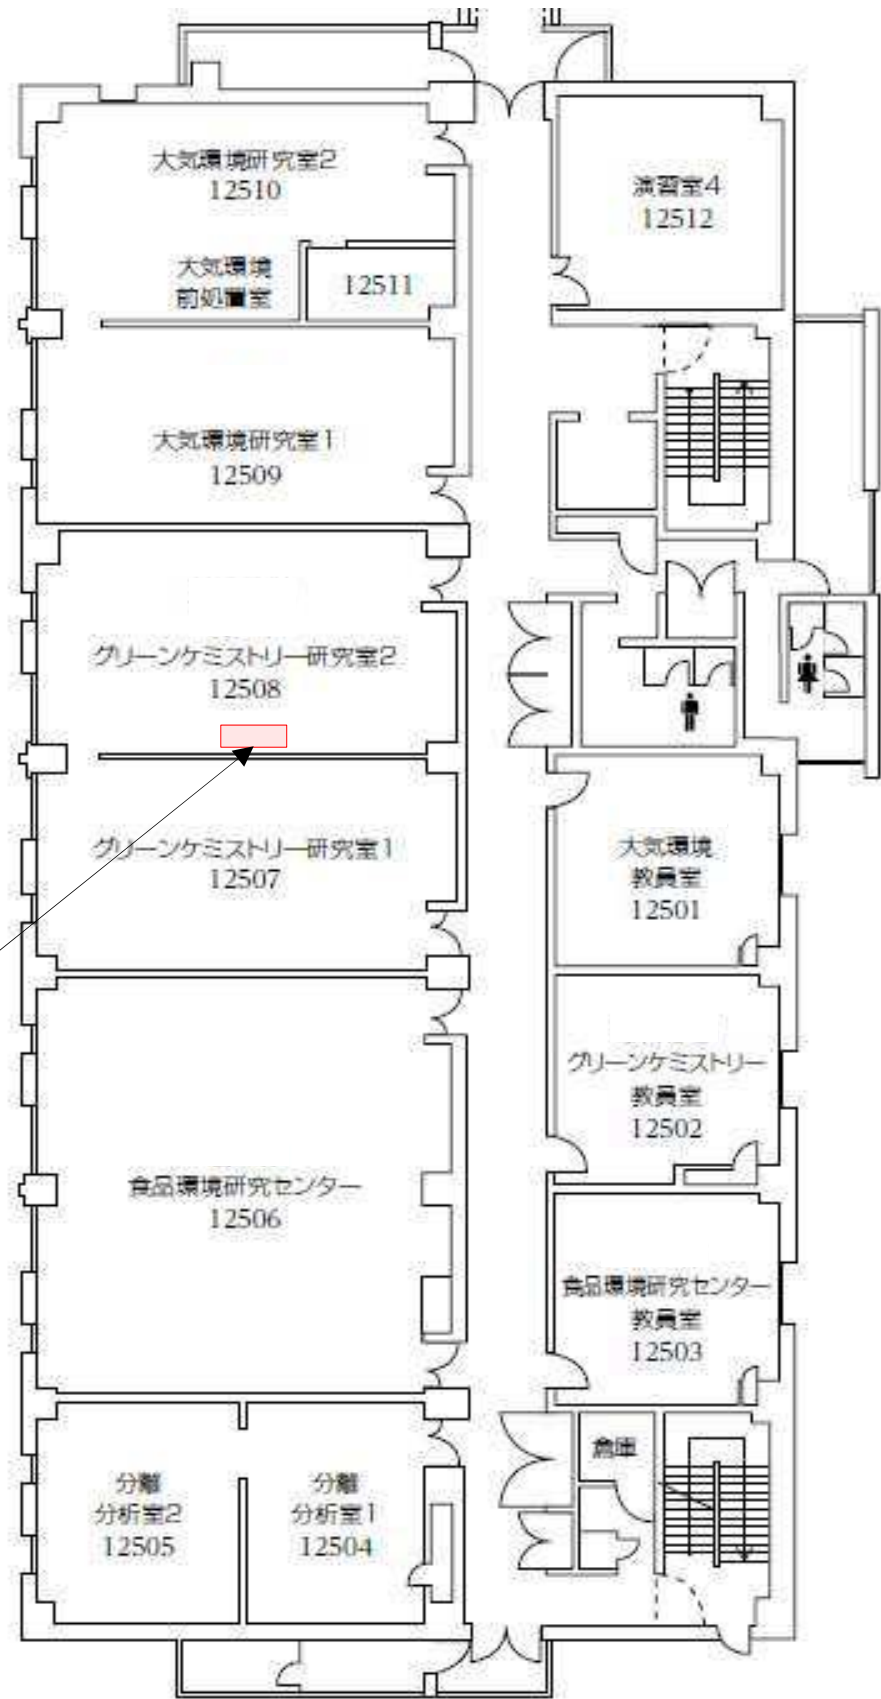 大気環境研究室2
12510
演習室4
12512
大気環境
前処置室
12511
大気環境研究室1
12509
グリーンケミストリー研究室2
12508
グリーンケミストリー研究室1
12507
大気環境
教員室
12501
グリーンケミストリー
教員室
12502
食品環境研究センター
12506
食品環境研究センター
教員室
12503
倉庫
分離
分析室2
12505
分離
分析室1
12504